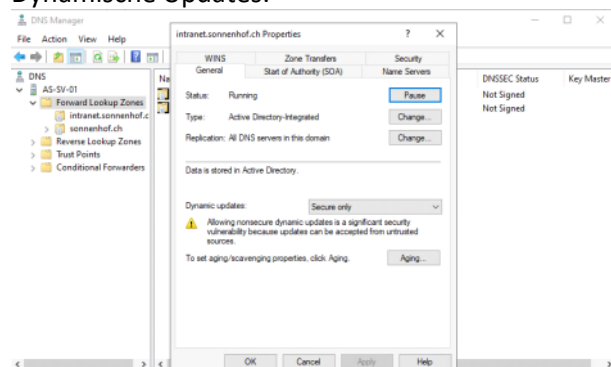 Dynamische Updates:
DNS Manager
File Action View Help
DNS
AS-SV-01
Forward Lookup Zones
intranet.sonnenhof.c
sonnenhof.ch
Reverse Lookup Zones
Trust Points
Conditional Forwarders
Na
intranet.sonnenhof.ch Properties ? ×
WINS Zone Transfers Security
General Start of Authority (SOA) Name Servers
Status: Running Pause
Type: Active Directory-Integrated Change...
Replication: All DNS servers in this domain Change...
Data is stored in Active Directory.
Dynamic updates: Secure only
Allowing nonsecure dynamic updates is a significant security
vulnerability because updates can be accepted from untrusted
sources.
To set aging/scavenging properties, click Aging. Aging...
OK Cancel Apply Help
DNSSEC Status Key Master
Not Signed
Not Signed